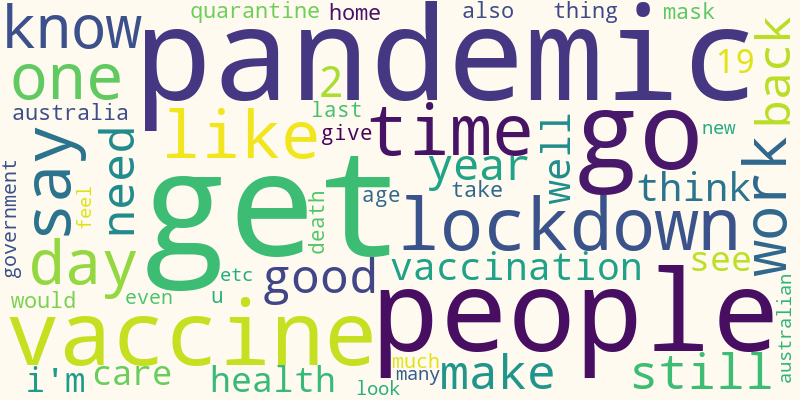 know
quarantine
home
also
thing
mask
pandemic
one
2
19
back
australia
last
like
give
time
go
new
say
need
year
well
think
work
government
feel
get
death
age
take
lockdown
day
etc
good
vaccination
see
would
even
u
vaccine
people
australian
much
many
i'm
care
health
look
make
still